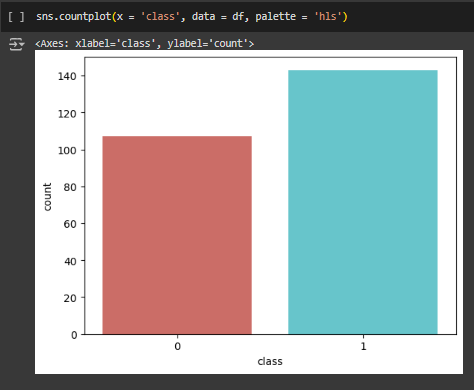 [ ] sns.countplot(x = 'class', data = df, palette = 'hls')
<Axes: xlabel='class', ylabel='count'>
140
120
100
80
60
40
20
0
count
0 1
class